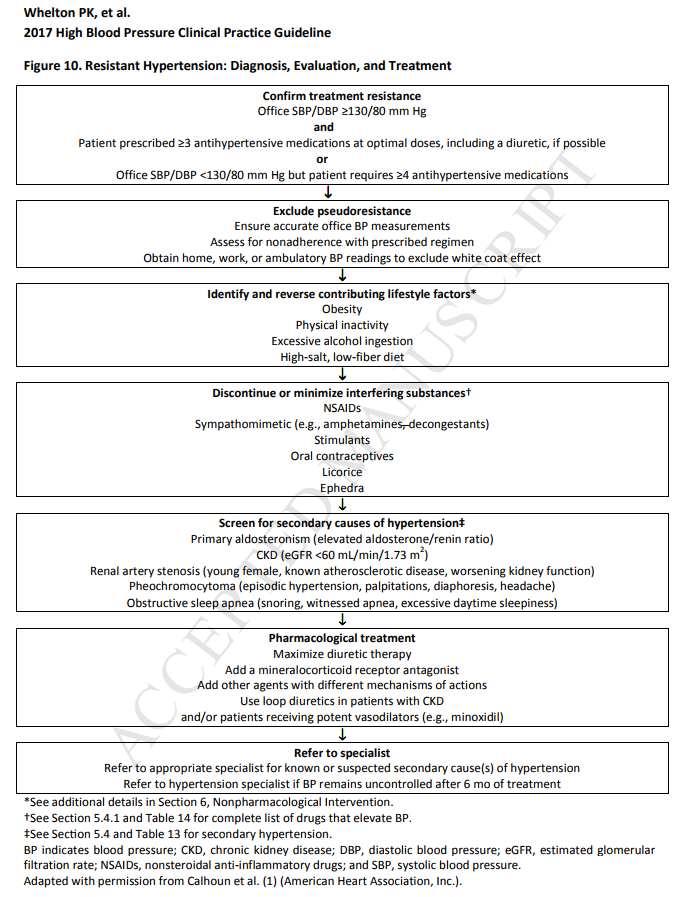 Whelton PK, et al.
2017 High Blood Pressure Clinical Practice Guideline
Figure 10. Resistant Hypertension: Diagnosis, Evaluation, and Treatment
Confirm treatment resistance
Office SBP/DBP ≥130/80 mm Hg
and
Patient prescribed ≥3 antihypertensive medications at optimal doses, including a diuretic, if possible
or
Office SBP/DBP <130/80 mm Hg but patient requires ≥4 antihypertensive medications
↓
Exclude pseudoresistance
Ensure accurate office BP measurements
Assess for nonadherence with prescribed regimen
Obtain home, work, or ambulatory BP readings to exclude white coat effect
↓
Identify and reverse contributing lifestyle factors*
Obesity
Physical inactivity
Excessive alcohol ingestion
High-salt, low-fiber diet
↓
Discontinue or minimize interfering substances†
NSAIDs
Sympathomimetic (e.g., amphetamines, decongestants)
Stimulants
Oral contraceptives
Licorice
Ephedra
↓
Screen for secondary causes of hypertension‡
Primary aldosteronism (elevated aldosterone/renin ratio)
CKD (eGFR <60 mL/min/1.73 m²)
Renal artery stenosis (young female, known atherosclerotic disease, worsening kidney function)
Pheochromocytoma (episodic hypertension, palpitations, diaphoresis, headache)
Obstructive sleep apnea (snoring, witnessed apnea, excessive daytime sleepiness)
↓
Pharmacological treatment
Maximize diuretic therapy
Add a mineralocorticoid receptor antagonist
Add other agents with different mechanisms of actions
Use loop diuretics in patients with CKD
and/or patients receiving potent vasodilators (e.g., minoxidil)
↓
Refer to specialist
Refer to appropriate specialist for known or suspected secondary cause(s) of hypertension
Refer to hypertension specialist if BP remains uncontrolled after 6 mo of treatment
*See additional details in Section 6, Nonpharmacological Intervention.
†See Section 5.4.1 and Table 14 for complete list of drugs that elevate BP.
‡See Section 5.4 and Table 13 for secondary hypertension.
BP indicates blood pressure; CKD, chronic kidney disease; DBP, diastolic blood pressure; eGFR, estimated glomerular
filtration rate; NSAIDs, nonsteroidal anti-inflammatory drugs; and SBP, systolic blood pressure.
Adapted with permission from Calhoun et al. (1) (American Heart Association, Inc.).
ACCEPTED MANUSCRIPT